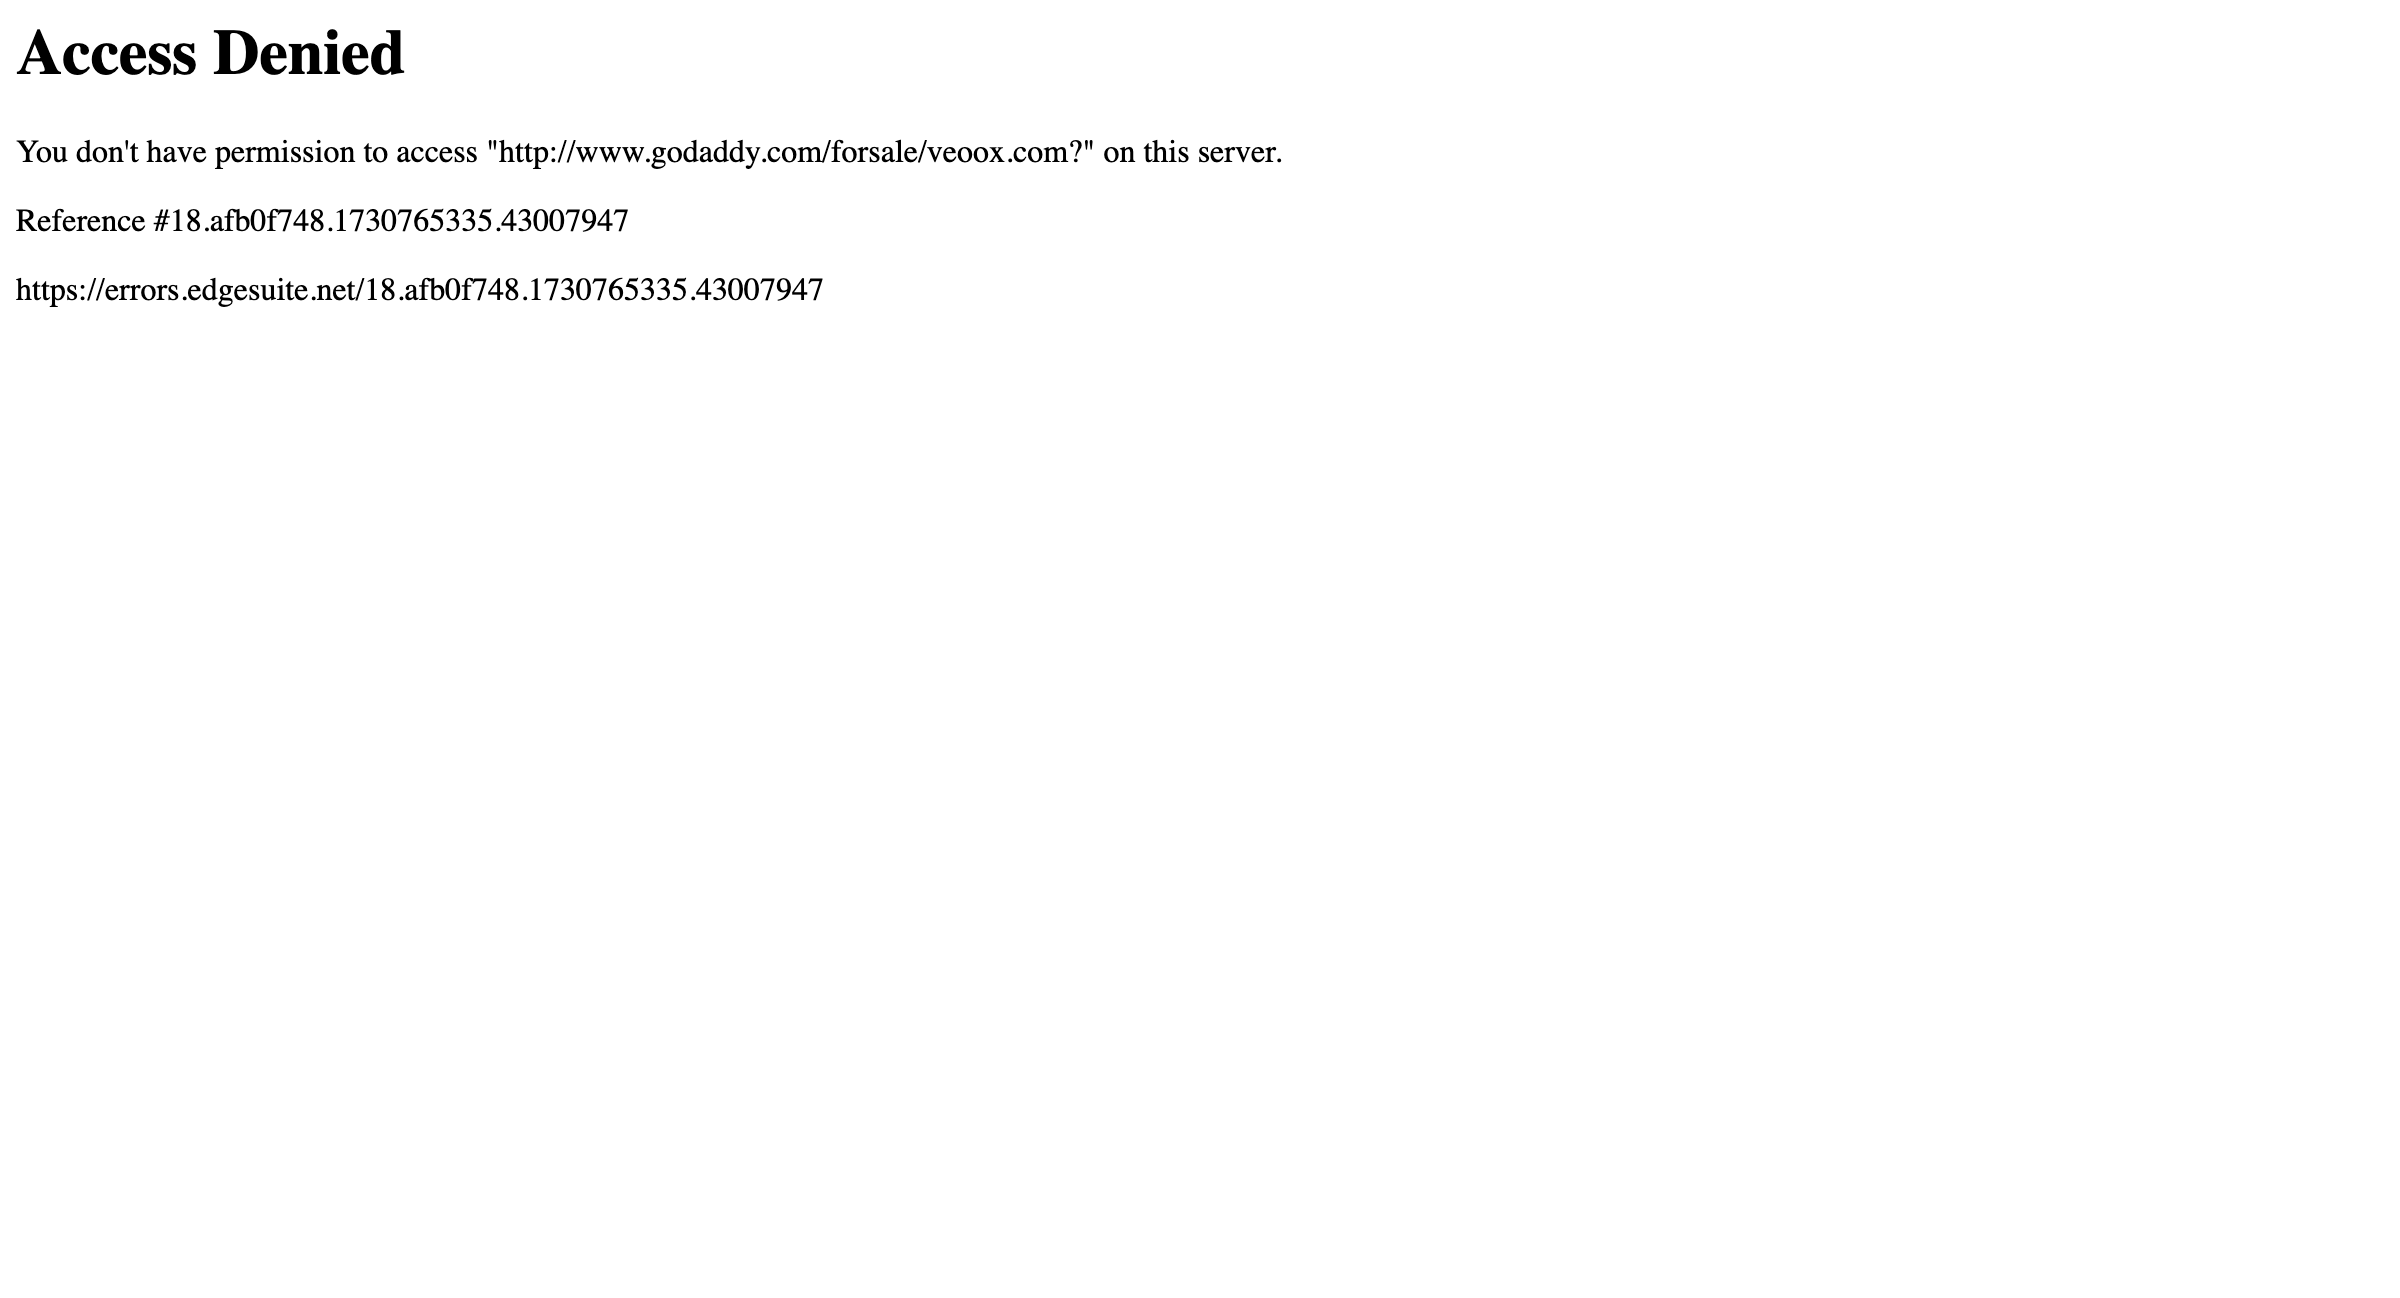 Access Denied
You don't have permission to access "http://www.godaddy.com/forsale/veoox.com?" on this server.
Reference #18.afb0f748.1730765335.43007947
https://errors.edgesuite.net/18.afb0f748.1730765335.43007947